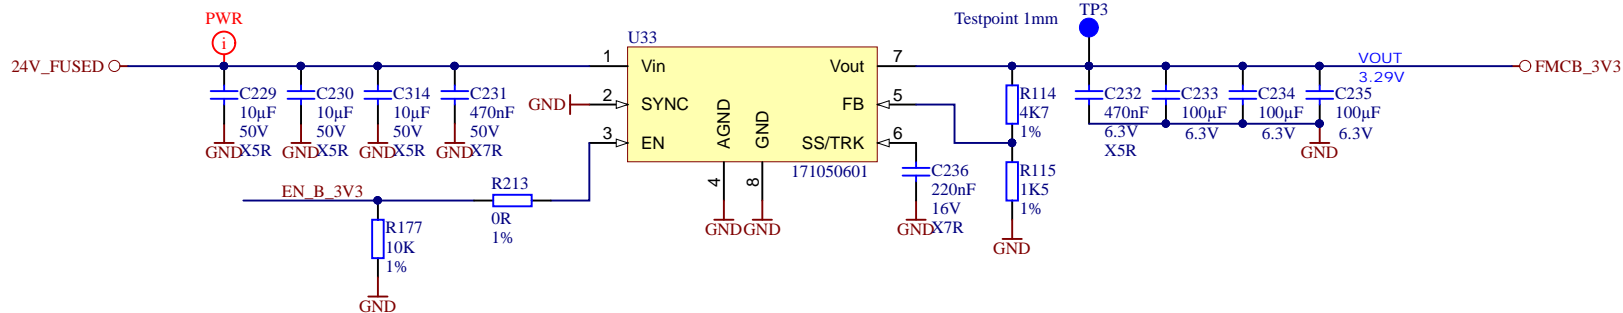 PWR
i
24V_FUSED
C229
10µF
50V
X5R
GND
C230
10µF
50V
X5R
GND
C314
10µF
50V
X5R
GND
C231
470nF
50V
X7R
GND
EN_B_3V3
R177
10K
1%
GND
R213
0R
1%
GND
U33
1
Vin
2
SYNC
3
EN
AGND
4
GND
8
Vout
7
FB
5
SS/TRK
6
171050601
GND
GND
C236
220nF
16V
X7R
GND
R114
4K7
1%
R115
1K5
1%
GND
Testpoint 1mm
TP3
C232
470nF
6.3V
X5R
C233
100µF
6.3V
C234
100µF
6.3V
C235
100µF
6.3V
GND
VOUT
3.29V
FMCB_3V3